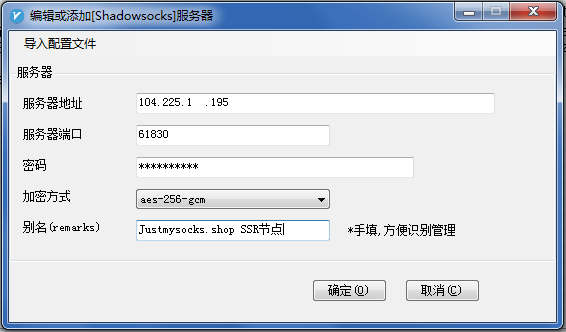 编辑或添加[Shadowsocks]服务器
导入配置文件
服务器
服务器地址 104.225.1  .195
服务器端口 61830
密码 **********
加密方式 aes-256-gcm
别名(remarks) Justmysocks.shop SSR节点 *手填,方便识别管理
确定(O) 取消(C)